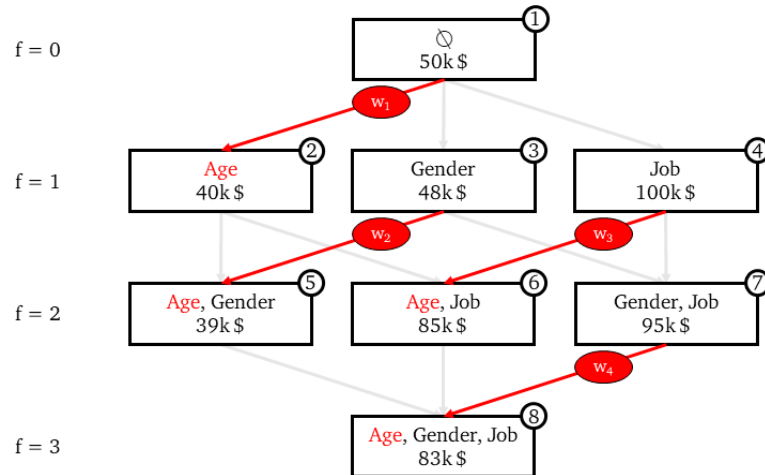 1
f = 0
∅
50k $
w₁
2
3
4
f = 1
Age
40k $
Gender
48k $
Job
100k $
w₂
w₃
5
6
7
f = 2
Age, Gender
39k $
Age, Job
85k $
Gender, Job
95k $
w₄
8
f = 3
Age, Gender, Job
83k $